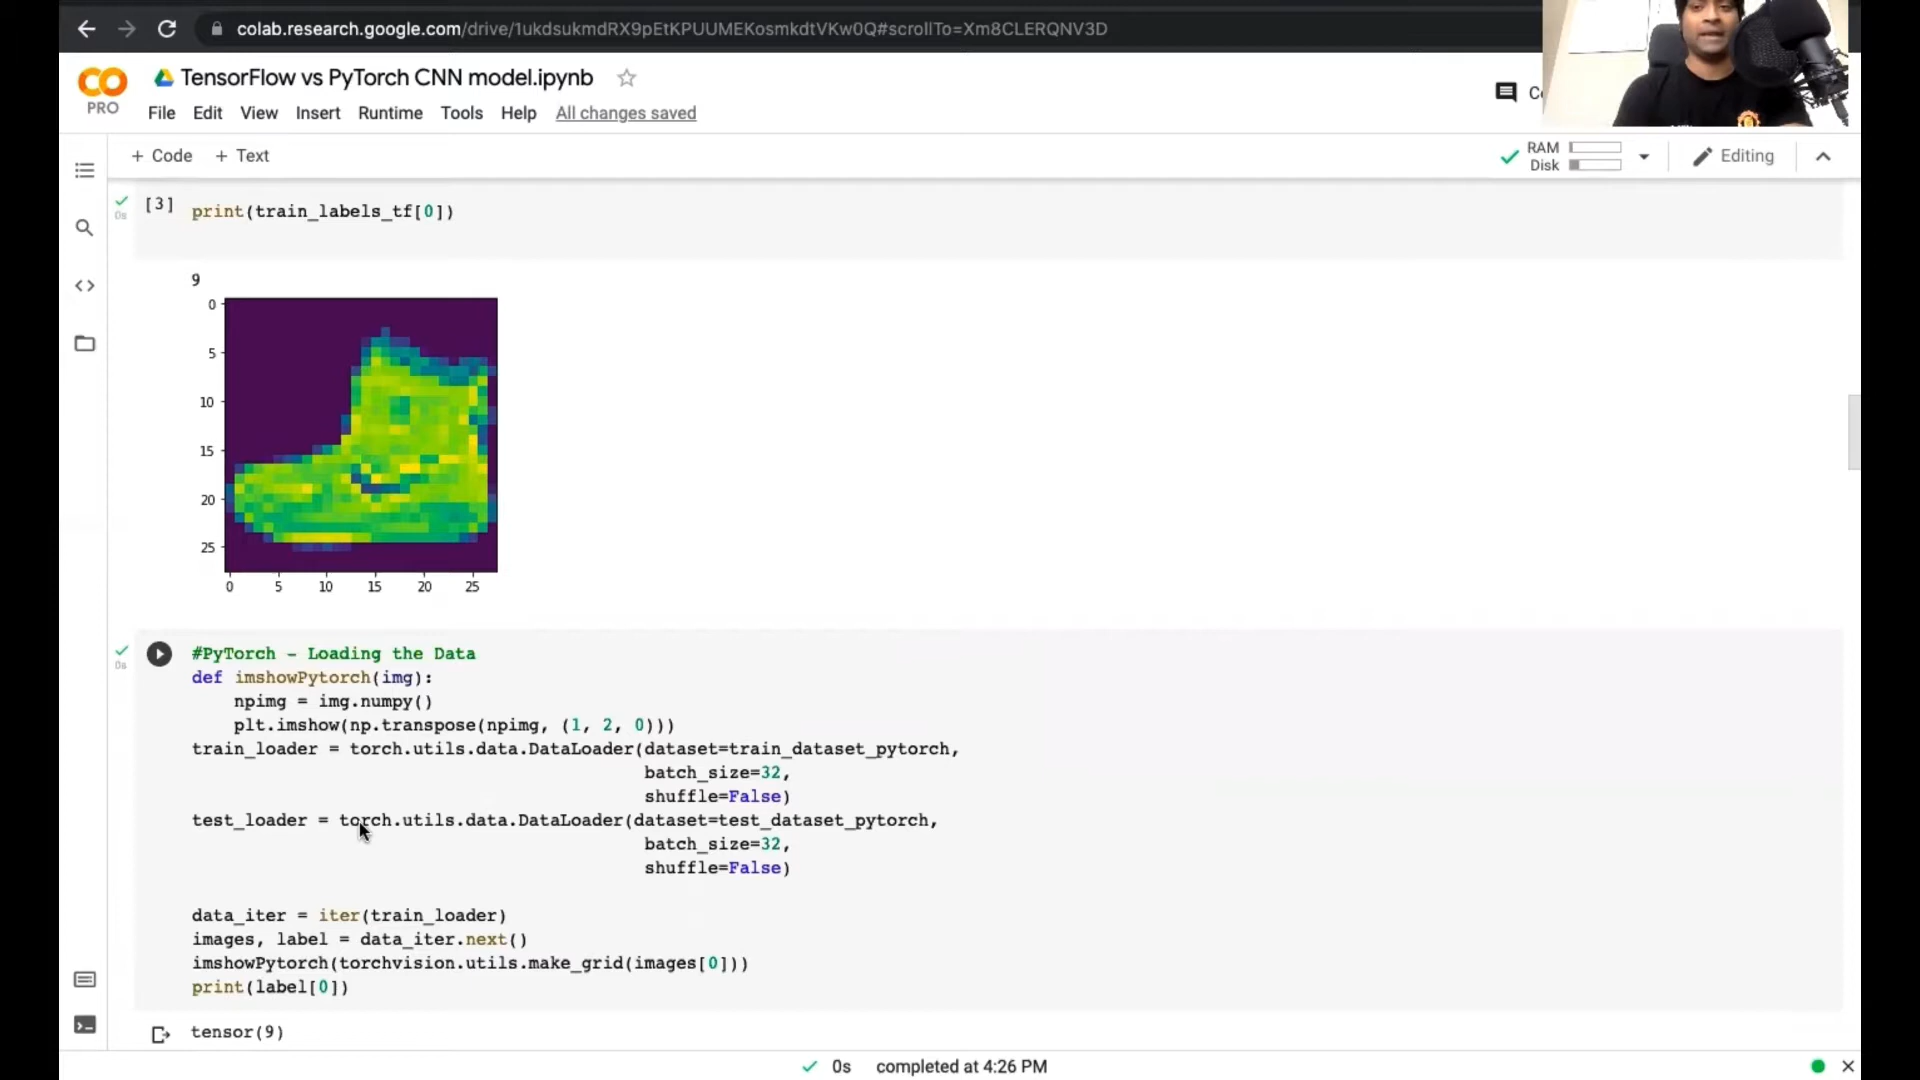 colab.research.google.com/drive/1ukdsukmdRX9pEtKPUUMEKosmkdtVKw0Q#scrollTo=Xm8CLERQNV3D
CO
PRO
TensorFlow vs PyTorch CNN model.ipynb
File Edit View Insert Runtime Tools Help All changes saved
+ Code + Text
RAM
Disk
Editing
0s
[3] print(train_labels_tf[0])
9
0
5
10
15
20
25
0 5 10 15 20 25
0s
#PyTorch - Loading the Data
def imshowPytorch(img):
    npimg = img.numpy()
    plt.imshow(np.transpose(npimg, (1, 2, 0)))
train_loader = torch.utils.data.DataLoader(dataset=train_dataset_pytorch,
                                           batch_size=32,
                                           shuffle=False)
test_loader = torch.utils.data.DataLoader(dataset=test_dataset_pytorch,
                                           batch_size=32,
                                           shuffle=False)
data_iter = iter(train_loader)
images, label = data_iter.next()
imshowPytorch(torchvision.utils.make_grid(images[0]))
print(label[0])
tensor(9)
0s completed at 4:26 PM